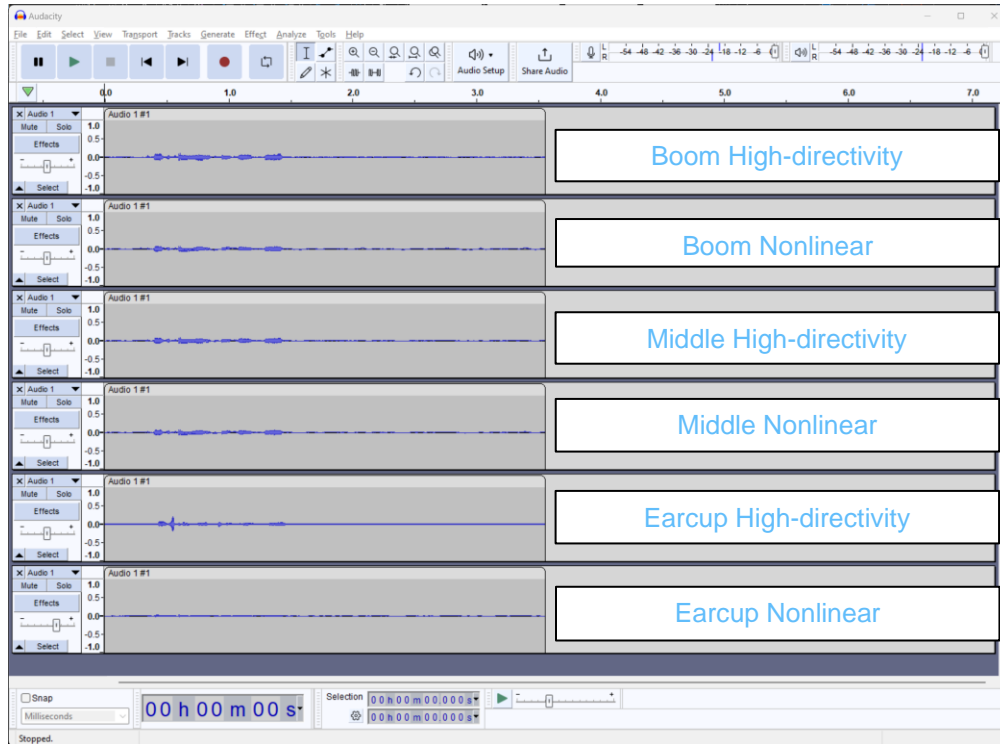 Audacity
File Edit Select View Transport Tracks Generate Effect Analyze Tools Help
Audio Setup
Share Audio
L R -54 -48 -42 -36 -30 -24 -18 -12 -6 0
L R -54 -48 -42 -36 -30 -24 -18 -12 -6 0
0.0 1.0 2.0 3.0 4.0 5.0 6.0 7.0
Audio 1
Audio 1 #1
Mute Solo
Effects
- +
Select
1.0
0.5
0.0
-0.5
-1.0
Boom High-directivity
Audio 1
Audio 1 #1
Mute Solo
Effects
- +
Select
1.0
0.5
0.0
-0.5
-1.0
Boom Nonlinear
Audio 1
Audio 1 #1
Mute Solo
Effects
- +
Select
1.0
0.5
0.0
-0.5
-1.0
Middle High-directivity
Audio 1
Audio 1 #1
Mute Solo
Effects
- +
Select
1.0
0.5
0.0
-0.5
-1.0
Middle Nonlinear
Audio 1
Audio 1 #1
Mute Solo
Effects
- +
Select
1.0
0.5
0.0
-0.5
-1.0
Earcup High-directivity
Audio 1
Audio 1 #1
Mute Solo
Effects
- +
Select
1.0
0.5
0.0
-0.5
-1.0
Earcup Nonlinear
Snap
Milliseconds
00 h 00 m 00 s
Selection
00 h 00 m 00.000 s
00 h 00 m 00.000 s
- +
Stopped.